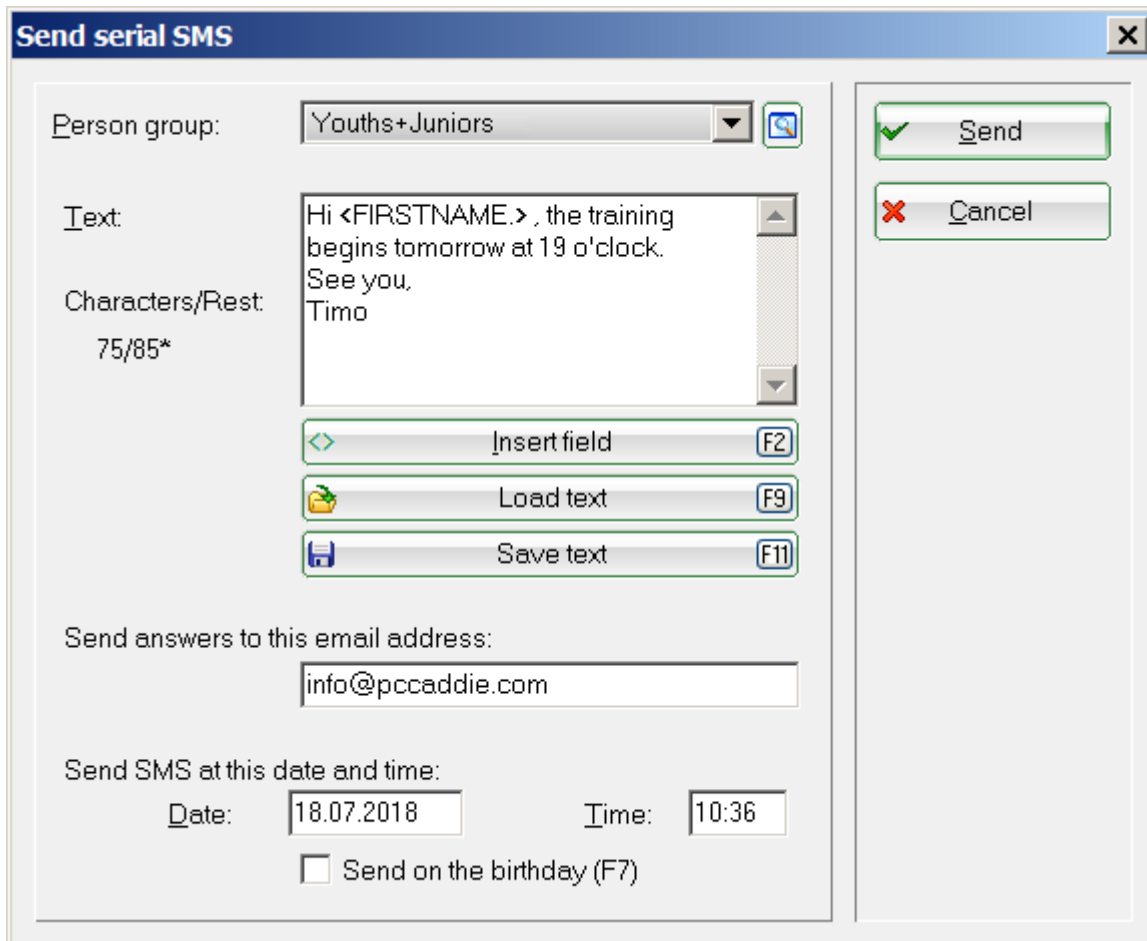 Send serial SMS
Person group:
Youths+Juniors
Send
Text:
Hi <FIRSTNAME.> , the training
begins tomorrow at 19 o'clock.
See you,
Timo
Cancel
Characters/Rest:
75/85*
Insert field F2
Load text F9
Save text F11
Send answers to this email address:
info@pccaddie.com
Send SMS at this date and time:
Date: 18.07.2018 Time: 10:36
Send on the birthday (F7)